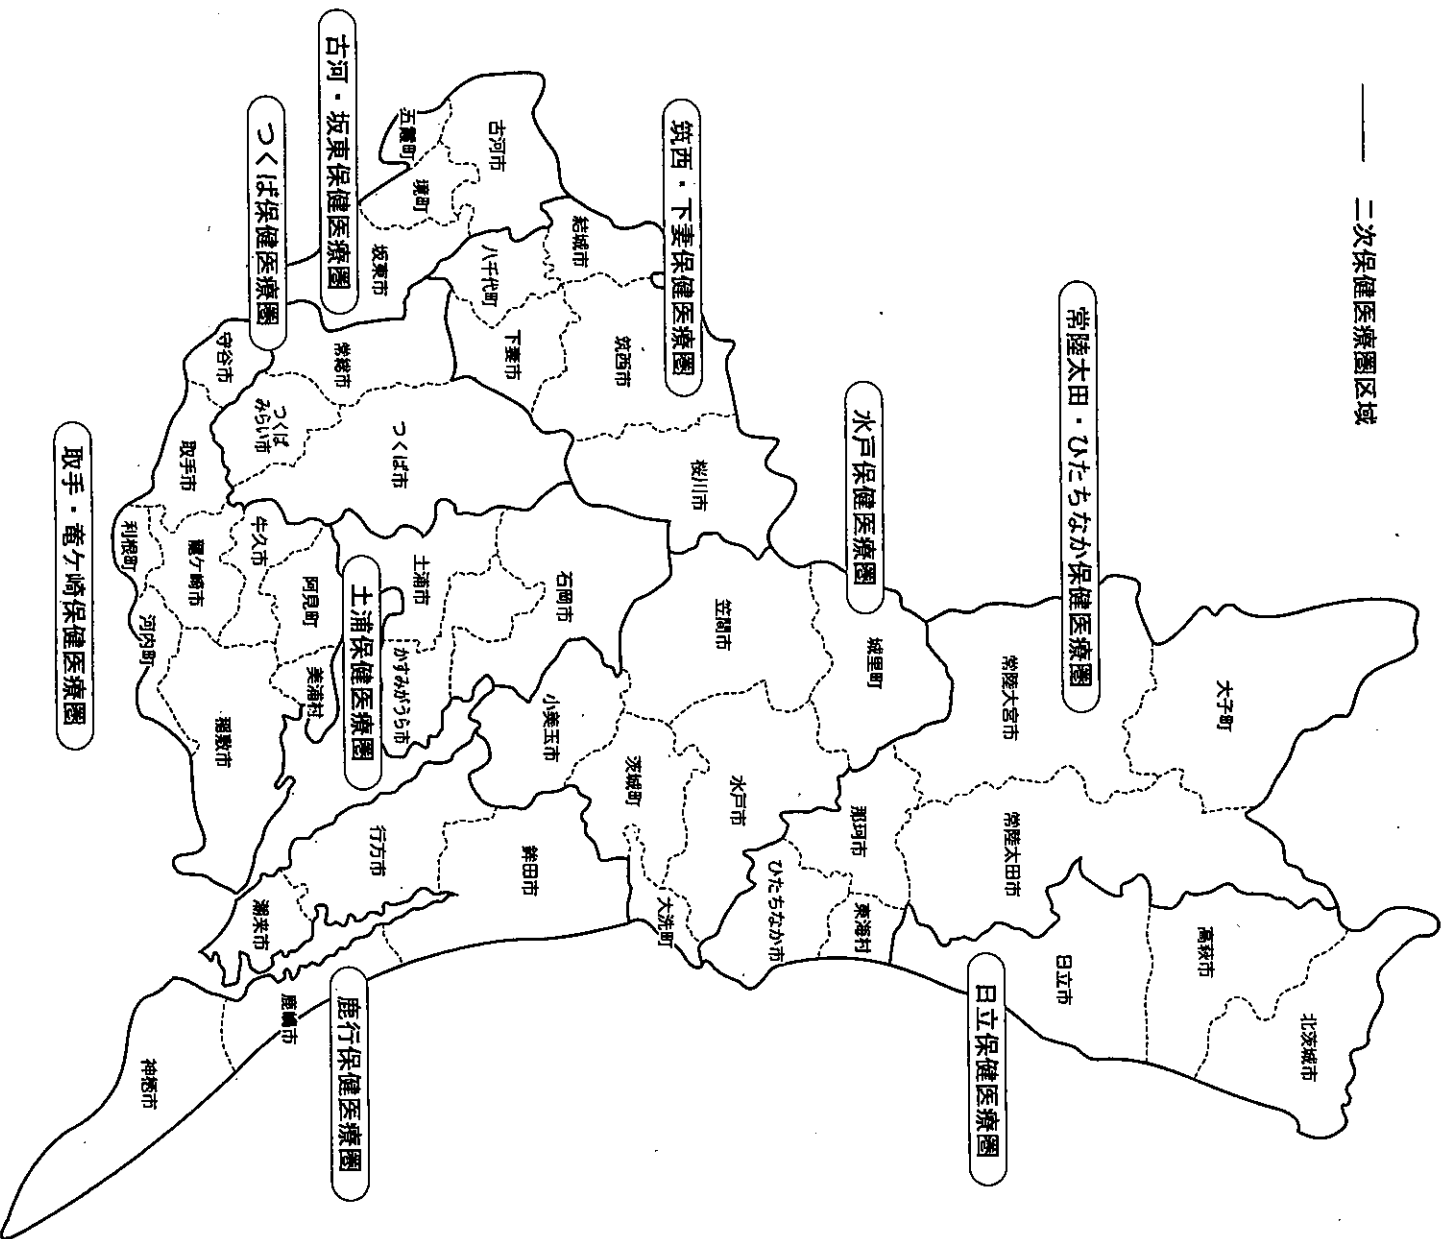 二次保健医療圏区域
常陸太田・ひたちなか保健医療圏
大子町
北茨城市
高萩市
常陸大宮市
常陸太田市
日立市
日立保健医療圏
水戸保健医療圏
城里町
那珂市
東海村
ひたちなか市
笠間市
水戸市
茨城町
大洗町
小美玉市
筑西・下妻保健医療圏
結城市
筑西市
桜川市
八千代町
下妻市
古河・坂東保健医療圏
古河市
五霞町
境町
坂東市
つくば保健医療圏
常総市
つくば
みらい市
つくば市
守谷市
土浦保健医療圏
石岡市
土浦市
かすみがうら市
取手・竜ケ崎保健医療圏
取手市
牛久市
龍ケ崎市
利根町
河内町
阿見町
美浦村
稲敷市
鹿行保健医療圏
鉾田市
行方市
潮来市
鹿嶋市
神栖市